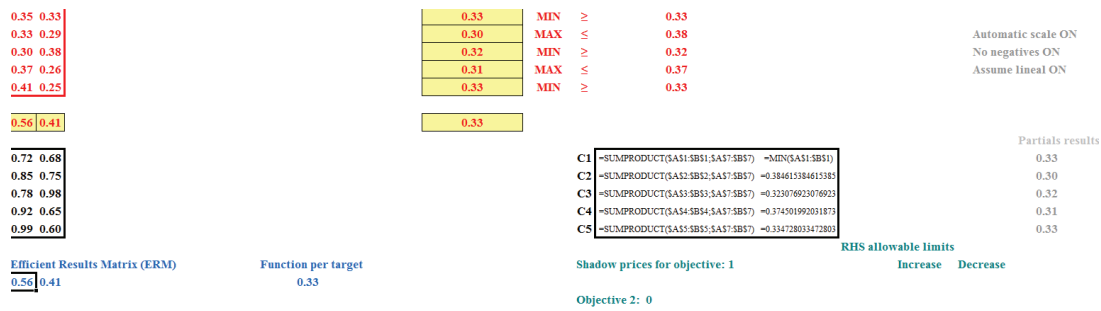 0.35 0.33 0.33 MIN ≥ 0.33
0.33 0.29 0.30 MAX ≤ 0.38 Automatic scale ON
0.30 0.38 0.32 MIN ≥ 0.32 No negatives ON
0.37 0.26 0.31 MAX ≤ 0.37 Assume lineal ON
0.41 0.25 0.33 MIN ≥ 0.33
0.56 0.41 0.33
Partials results
0.72 0.68 C1 =SUMPRODUCT($A$1:$B$1;$A$7:$B$7) =MIN($A$1:$B$1) 0.33
0.85 0.75 C2 =SUMPRODUCT($A$2:$B$2;$A$7:$B$7) =0.384615384615385 0.30
0.78 0.98 C3 =SUMPRODUCT($A$3:$B$3;$A$7:$B$7) =0.323076923076923 0.32
0.92 0.65 C4 =SUMPRODUCT($A$4:$B$4;$A$7:$B$7) =0.374501992031873 0.31
0.99 0.60 C5 =SUMPRODUCT($A$5:$B$5;$A$7:$B$7) =0.334728033472803 0.33
RHS allowable limits
Efficient Results Matrix (ERM) Function per target Shadow prices for objective: 1 Increase Decrease
0.56 0.41 0.33
Objective 2: 0